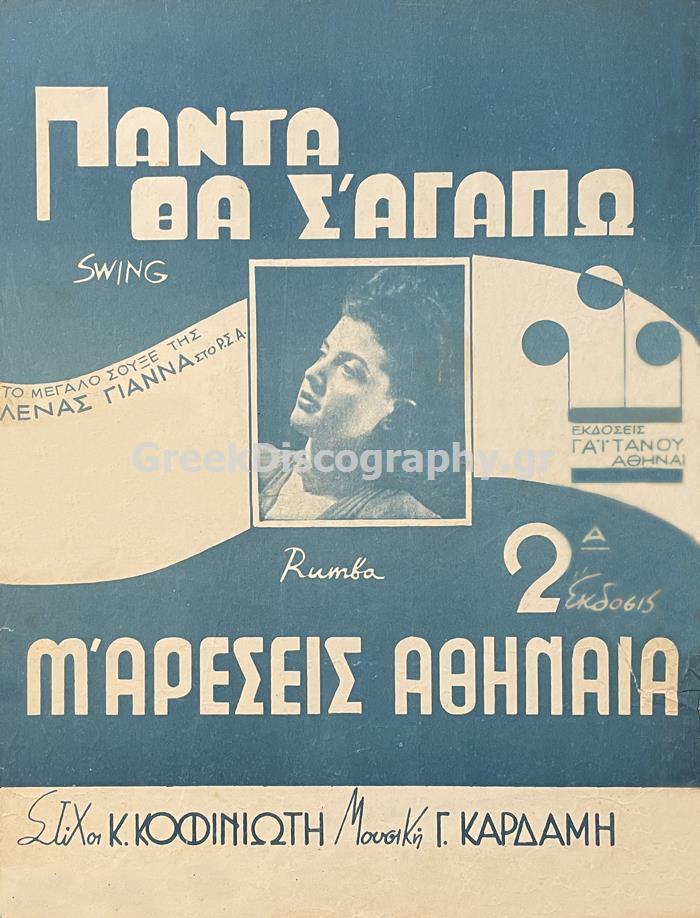 ΠΑΝΤΑ
ΘΑ Σ'ΑΓΑΠΩ
SWING
ΤΟ ΜΕΓΑΛΟ ΣΟΥΞΕ ΤΗΣ
ΛΕΝΑΣ ΓΙΑΝΝΑ ΣΤΟ Ρ.Σ.Α.
ΕΚΔΟΣΕΙΣ
ΓΑΪΤΑΝΟΥ
ΑΘΗΝΑΙ
GreekDiscography.gr
Rumba
2Α Έκδοσις
Μ'ΑΡΕΣΕΙΣ ΑΘΗΝΑΙΑ
Στίχοι Κ. ΚΟΦΙΝΙΩΤΗ Μουσική Γ. ΚΑΡΔΑΜΗ